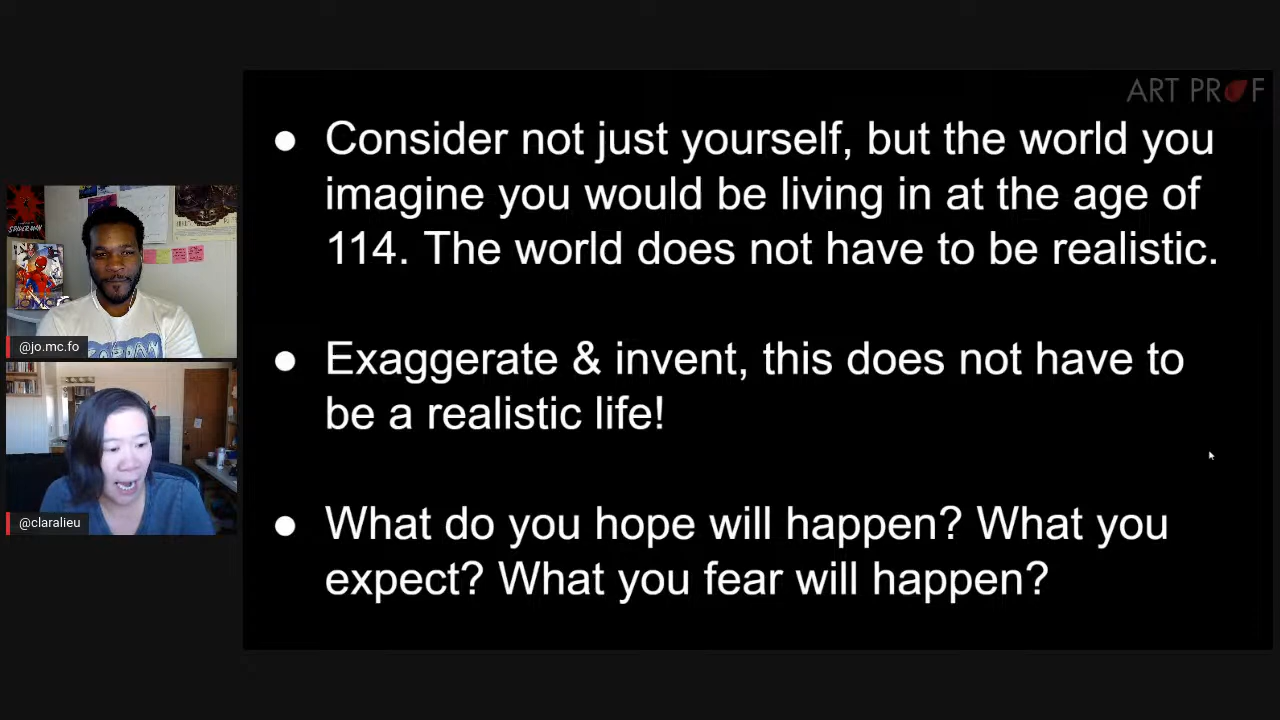 ART PROF
● Consider not just yourself, but the world you
imagine you would be living in at the age of
114. The world does not have to be realistic.
● Exaggerate & invent, this does not have to
be a realistic life!
● What do you hope will happen? What you
expect? What you fear will happen?
SPIDER-MAN
@jo.mc.fo
@claralieu